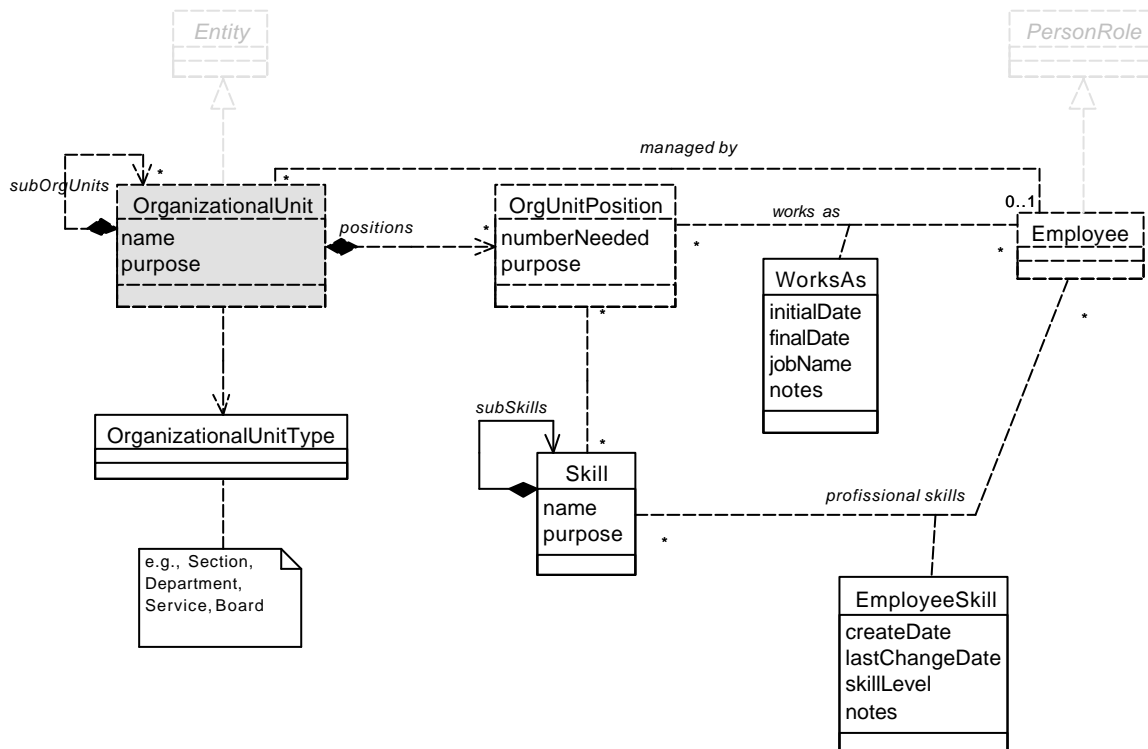 Entity
PersonRole
managed by
subOrgUnits
*
*
OrganizationalUnit
name
purpose
positions
*
OrgUnitPosition
numberNeeded
purpose
*
works as
0..1
*
Employee
WorksAs
initialDate
finalDate
jobName
notes
*
*
OrganizationalUnitType
subSkills
*
Skill
name
purpose
*
profissional skills
e.g., Section,
Department,
Service, Board
EmployeeSkill
createDate
lastChangeDate
skillLevel
notes